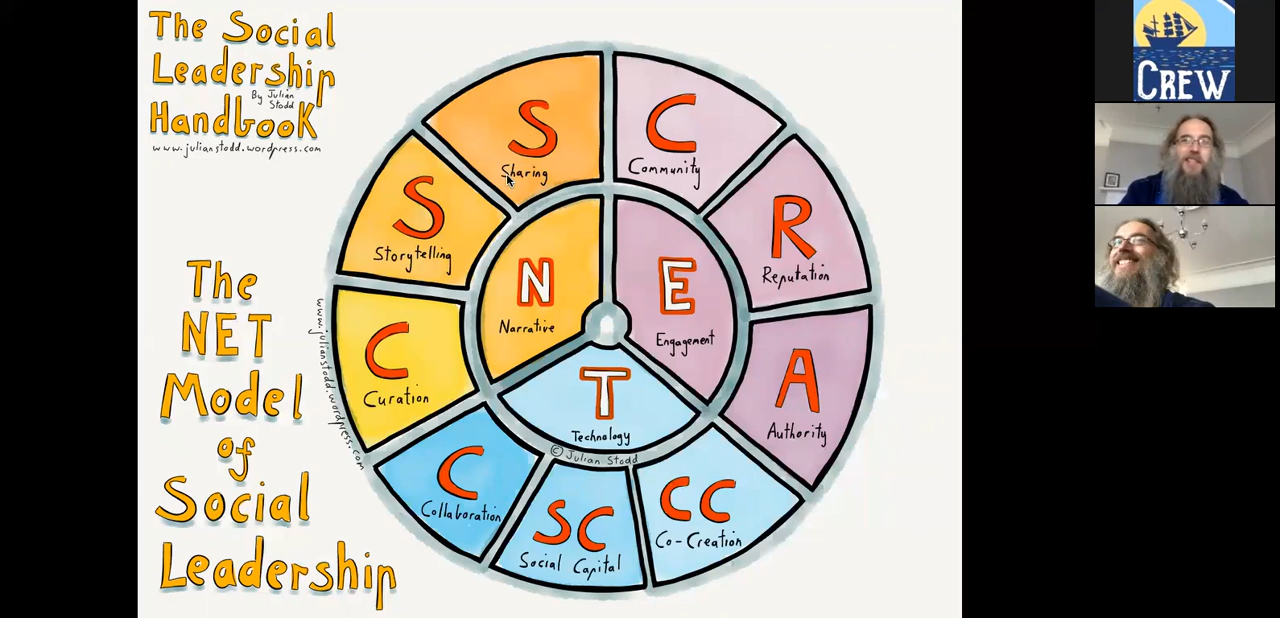 The Social
Leadership
By Julian
Stodd
Handbook
www.julianstodd.wordpress.com
The
NET
Model
of
Social
Leadership
www.julianstodd.wordpress.com
S
Sharing
C
Community
S
Storytelling
R
Reputation
N
Narrative
E
Engagement
C
Curation
T
Technology
A
Authority
© Julian Stodd
C
Collaboration
SC
Social Capital
CC
Co-Creation
CREW